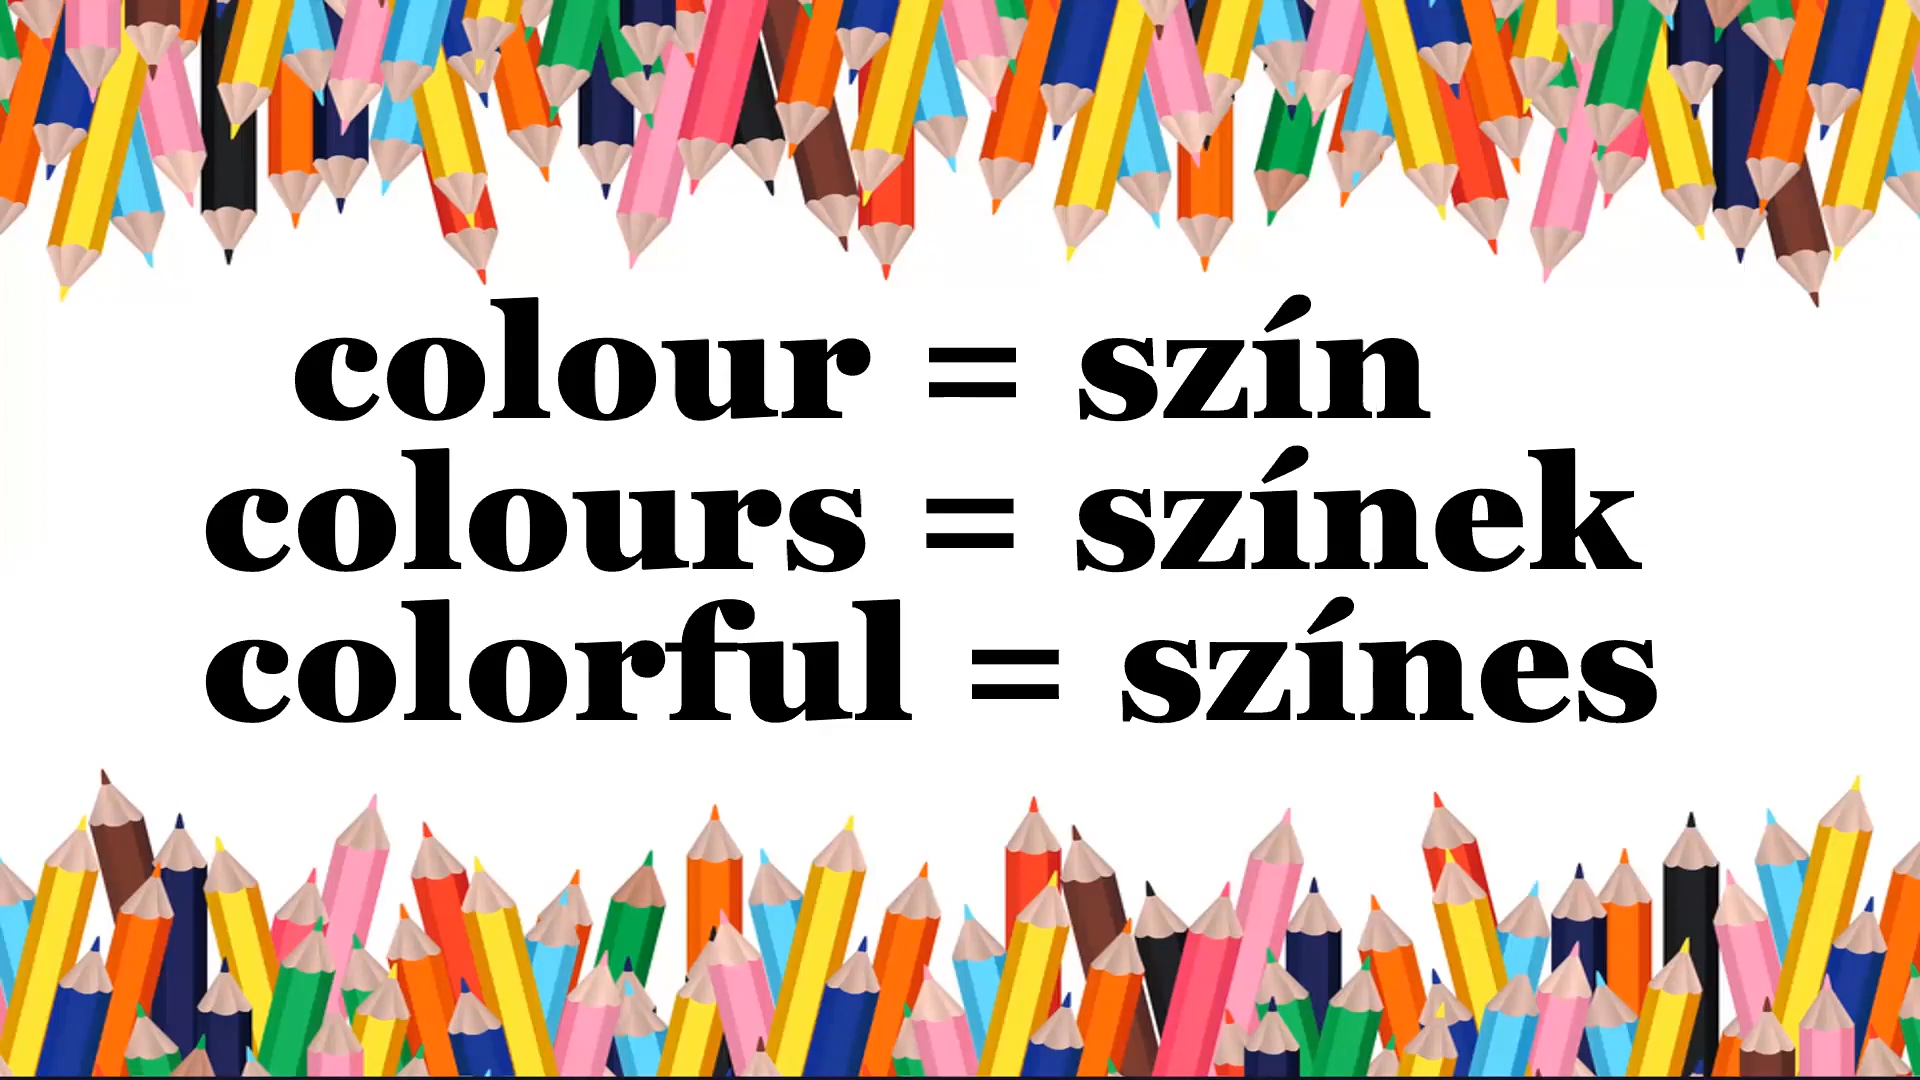 colour = szín
colours = színek
colorful = színes